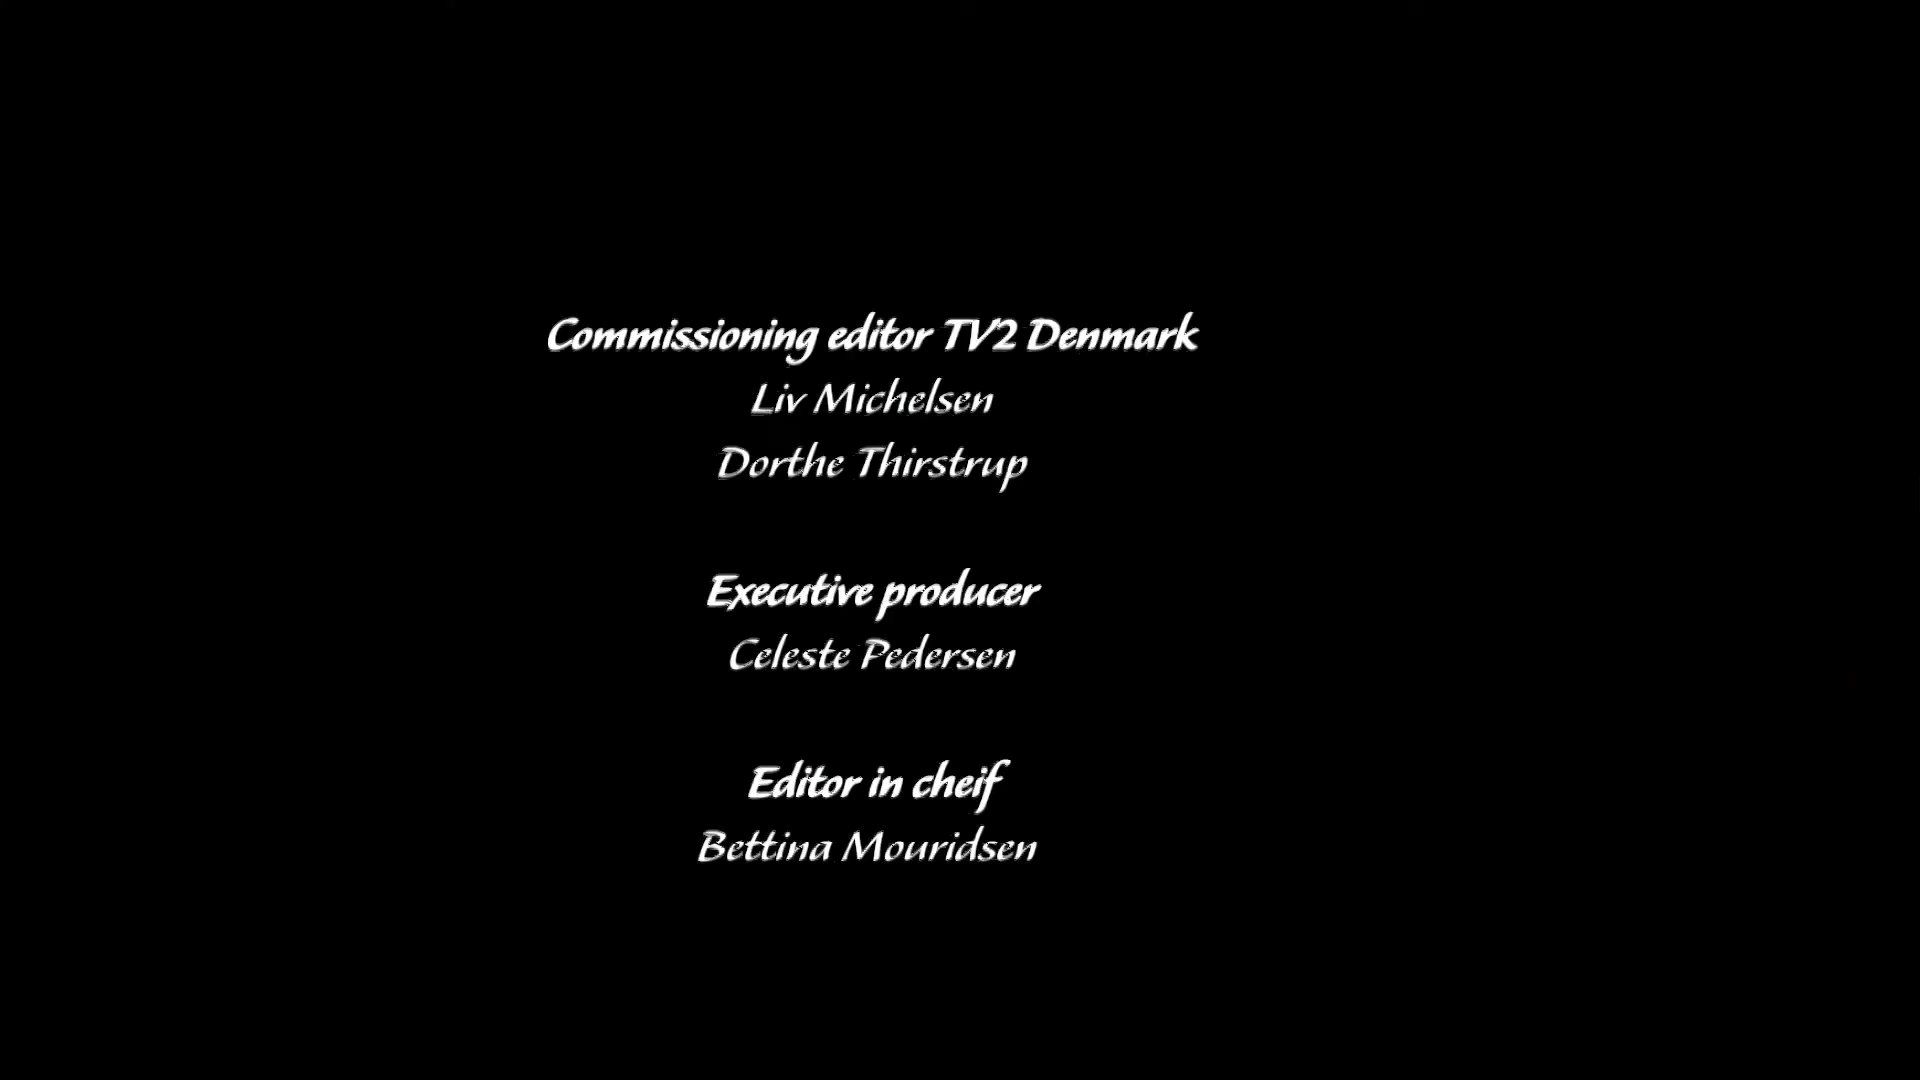 Commissioning editor TV2 Denmark
Liv Michelsen
Dorthe Thirstrup
Executive producer
Celeste Pedersen
Editor in cheif
Bettina Mouridsen